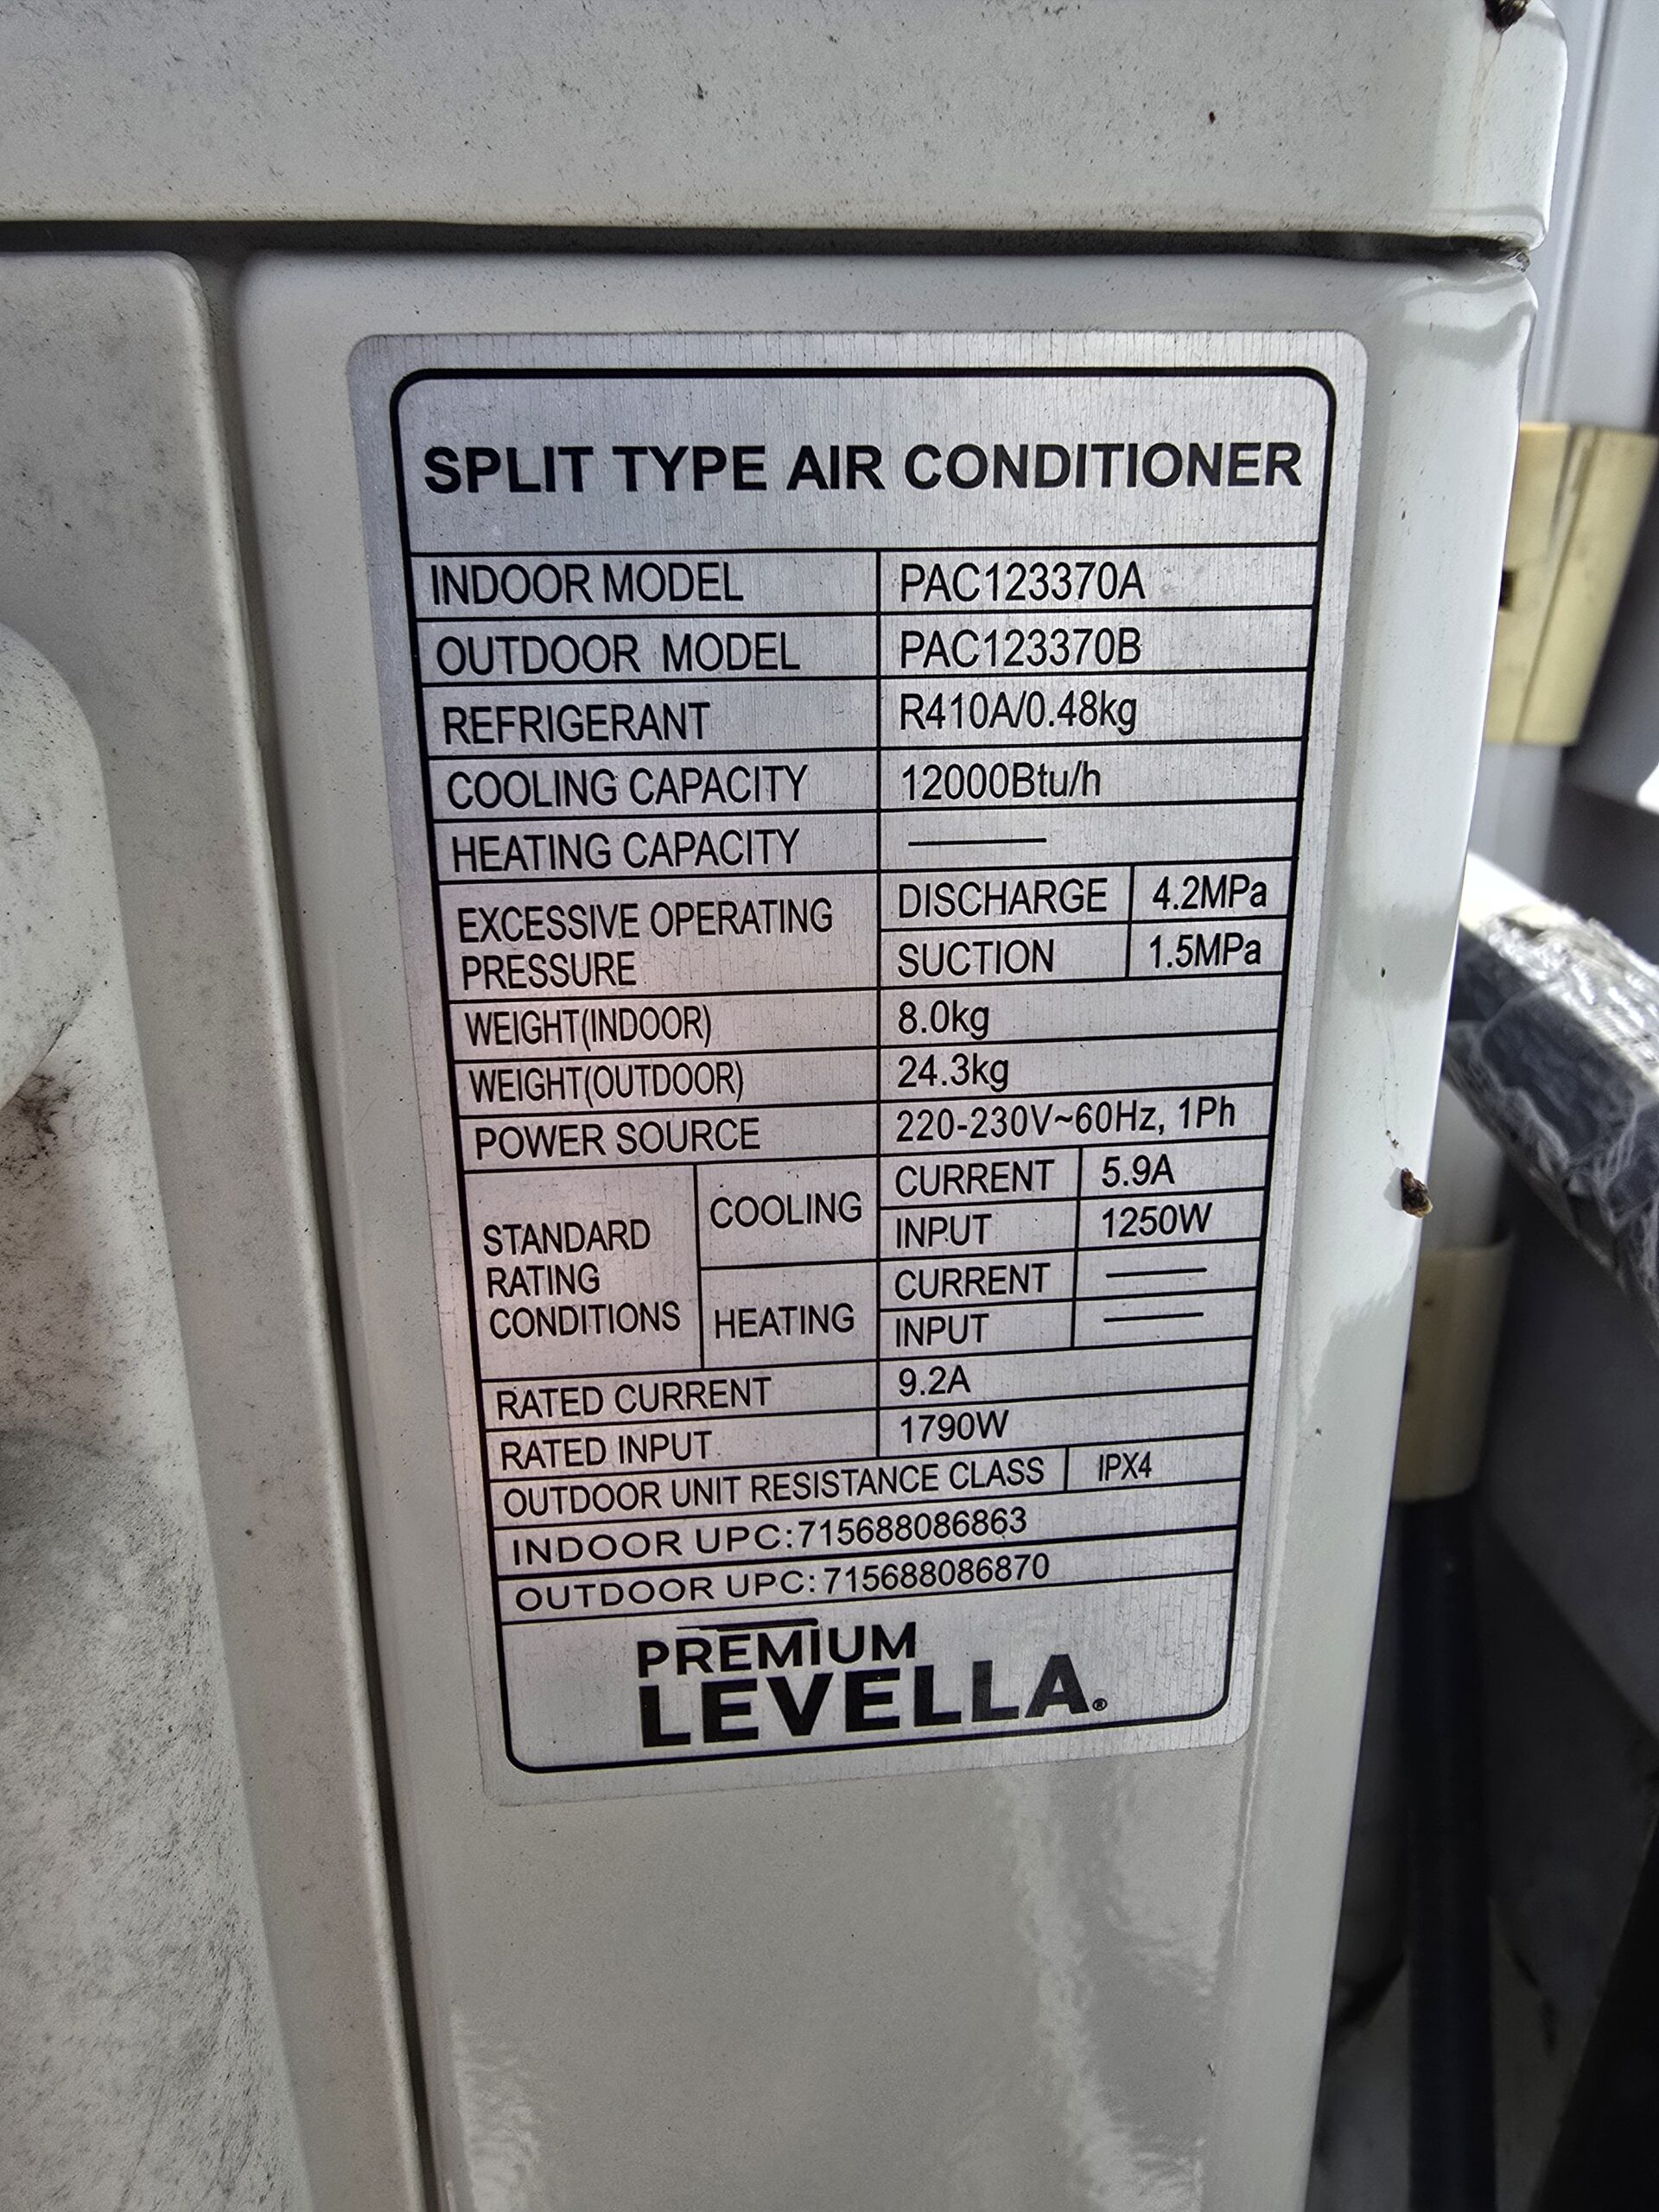 SPLIT TYPE AIR CONDITIONER
INDOOR MODEL PAC123370A
OUTDOOR MODEL PAC123370B
REFRIGERANT R410A/0.48kg
COOLING CAPACITY 12000Btu/h
HEATING CAPACITY ———
EXCESSIVE OPERATING PRESSURE DISCHARGE 4.2MPa
SUCTION 1.5MPa
WEIGHT(INDOOR) 8.0kg
WEIGHT(OUTDOOR) 24.3kg
POWER SOURCE 220-230V~60Hz, 1Ph
STANDARD RATING CONDITIONS COOLING CURRENT 5.9A
INPUT 1250W
HEATING CURRENT ———
INPUT ———
RATED CURRENT 9.2A
RATED INPUT 1790W
OUTDOOR UNIT RESISTANCE CLASS IPX4
INDOOR UPC:715688086863
OUTDOOR UPC:715688086870
PREMIUM
LEVELLA®